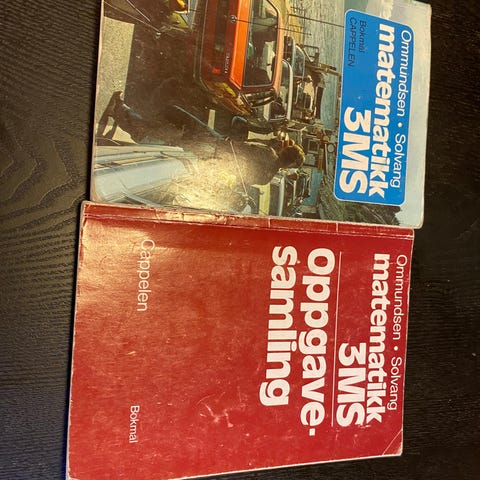 Ommundsen • Solvang
matematikk
3MS
Bokmål
CAPPELEN
Ommundsen • Solvang
matematikk
3MS
oppgave-
samling
Cappelen
Bokmål